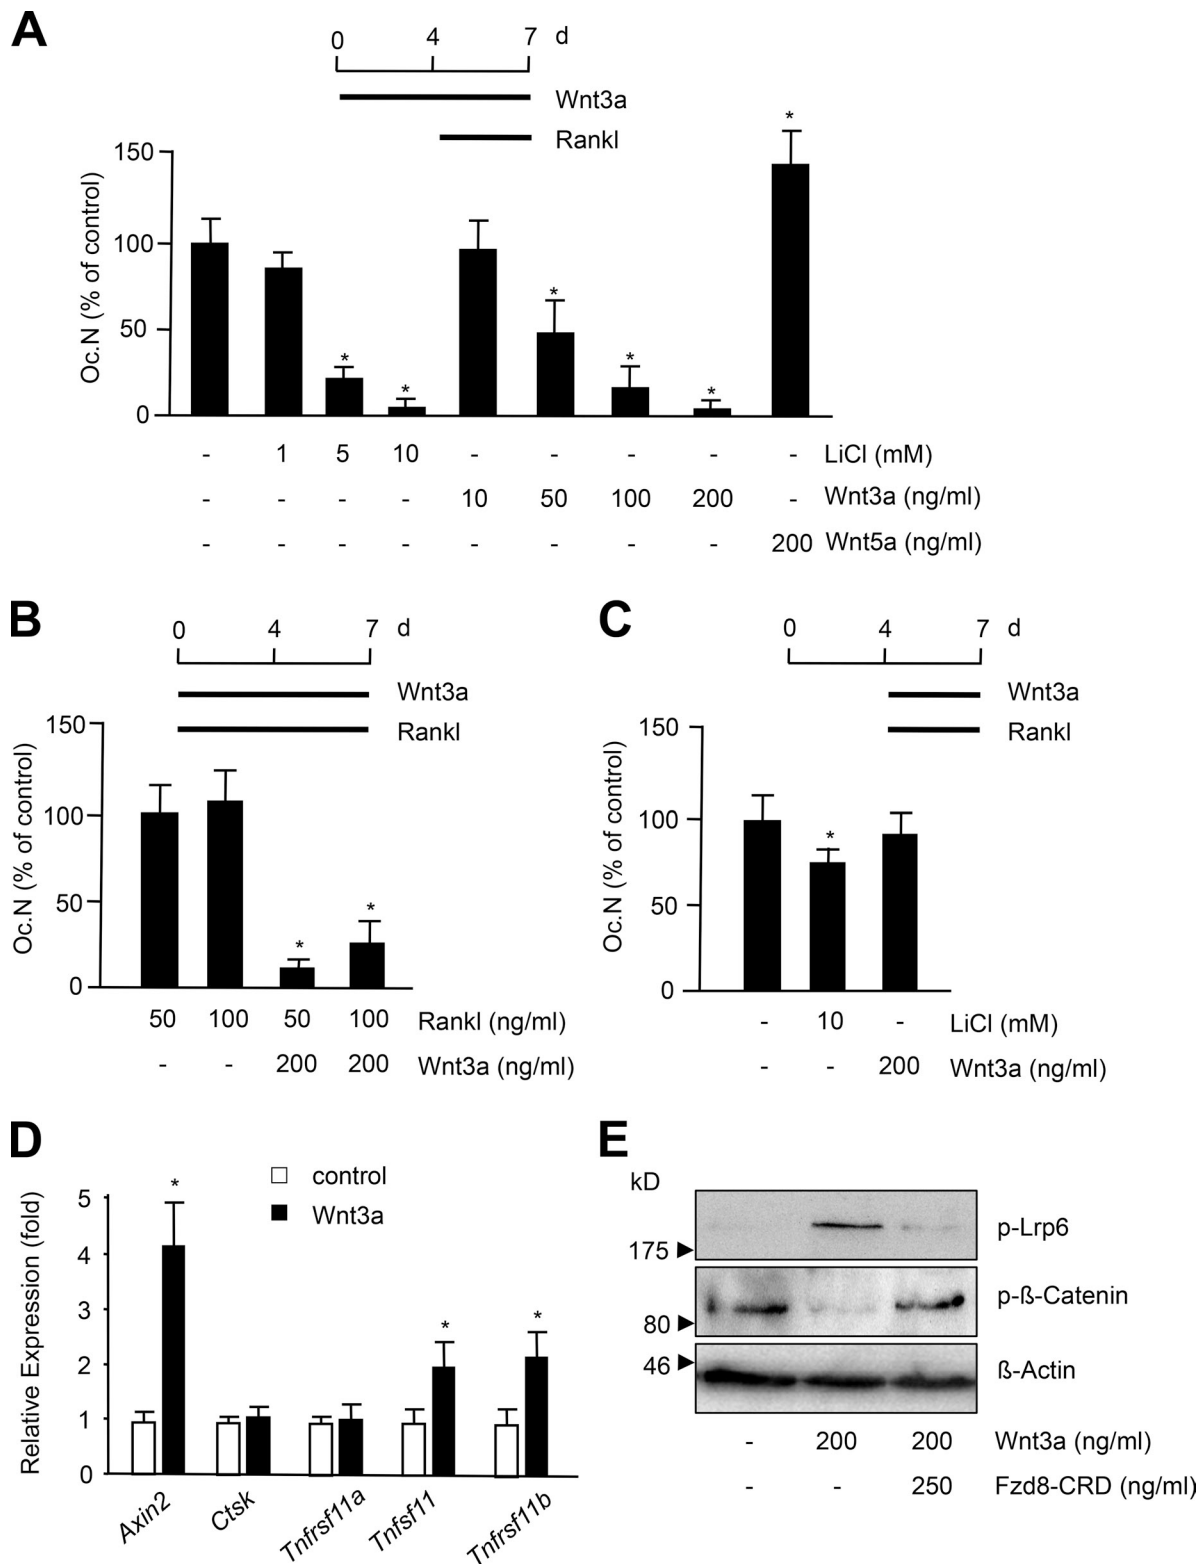 A
0 4 7 d
Wnt3a
Rankl
*
150
100
50
0
Oc.N (% of control)
* * * * *
- 1 5 10 - - - - - LiCl (mM)
- - - - 10 50 100 200 - Wnt3a (ng/ml)
- - - - - - - - 200 Wnt5a (ng/ml)
B
0 4 7 d
Wnt3a
Rankl
150
100
50
0
Oc.N (% of control)
* *
50 100 50 100 Rankl (ng/ml)
- - 200 200 Wnt3a (ng/ml)
C
0 4 7 d
Wnt3a
Rankl
150
100
50
0
Oc.N (% of control)
*
- 10 - LiCl (mM)
- - 200 Wnt3a (ng/ml)
D
control
Wnt3a
5
4
3
2
1
0
Relative Expression (fold)
* * *
Axin2 Ctsk Tnfrsf11a Tnfsf11 Tnfrsf11b
E
kD
175 p-Lrp6
80 p-ß-Catenin
46 ß-Actin
- 200 200 Wnt3a (ng/ml)
- - 250 Fzd8-CRD (ng/ml)